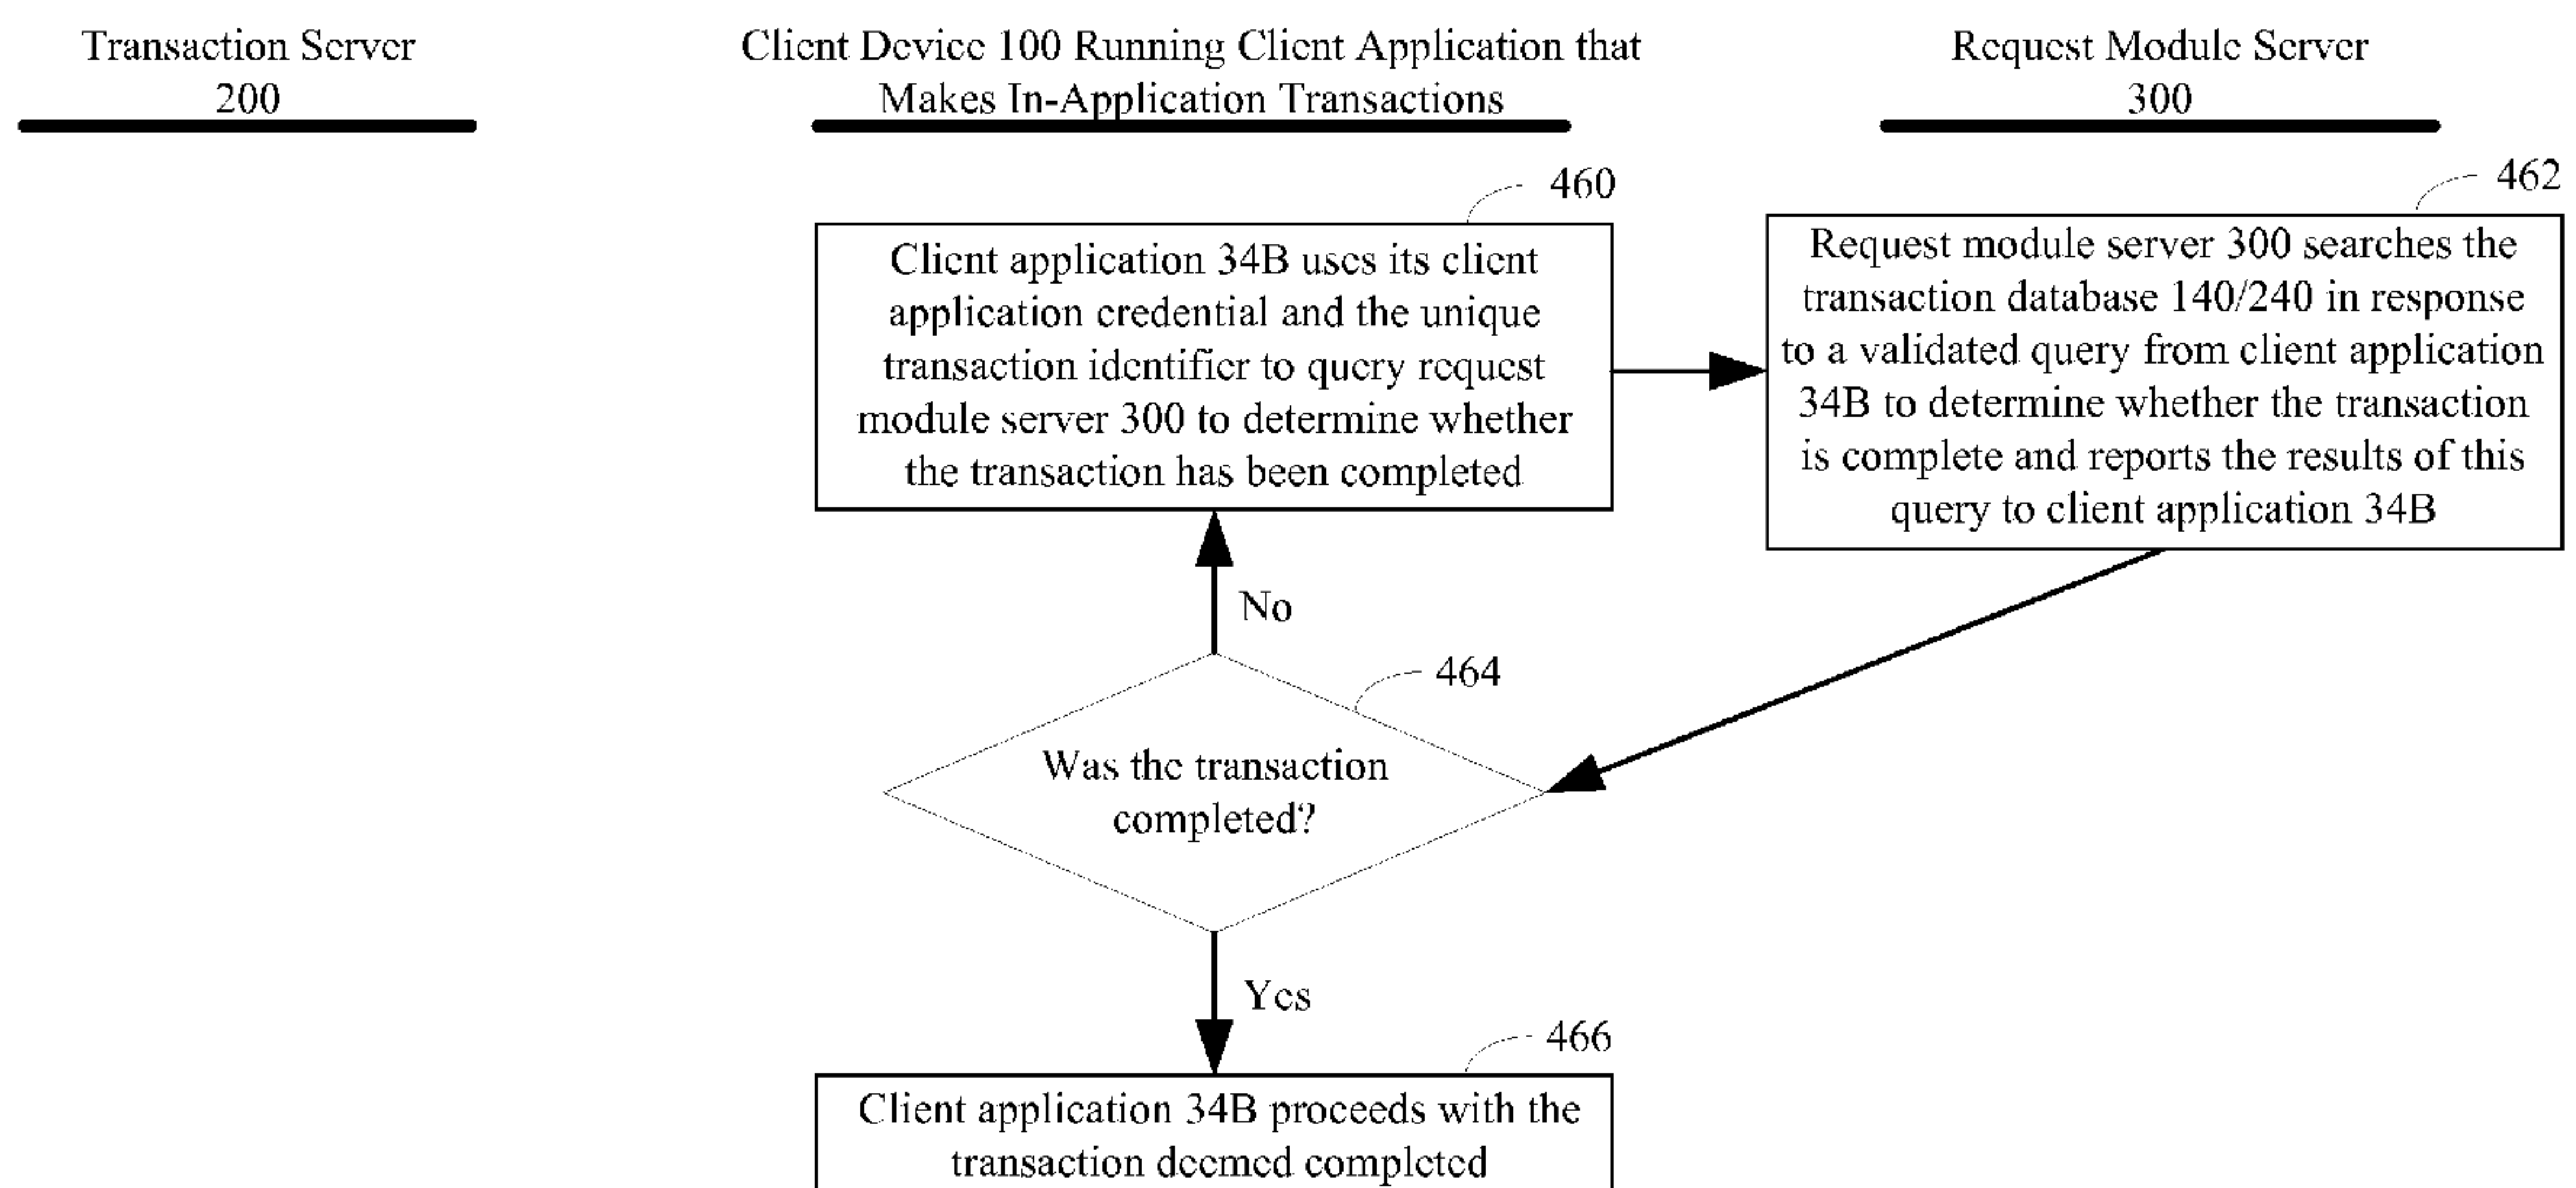 Transaction Server
200
Client Device 100 Running Client Application that
Makes In-Application Transactions
Request Module Server
300
460
Client application 34B uses its client
application credential and the unique
transaction identifier to query request
module server 300 to determine whether
the transaction has been completed
462
Request module server 300 searches the
transaction database 140/240 in response
to a validated query from client application
34B to determine whether the transaction
is complete and reports the results of this
query to client application 34B
No
464
Was the transaction
completed?
Yes
466
Client application 34B proceeds with the
transaction deemed completed